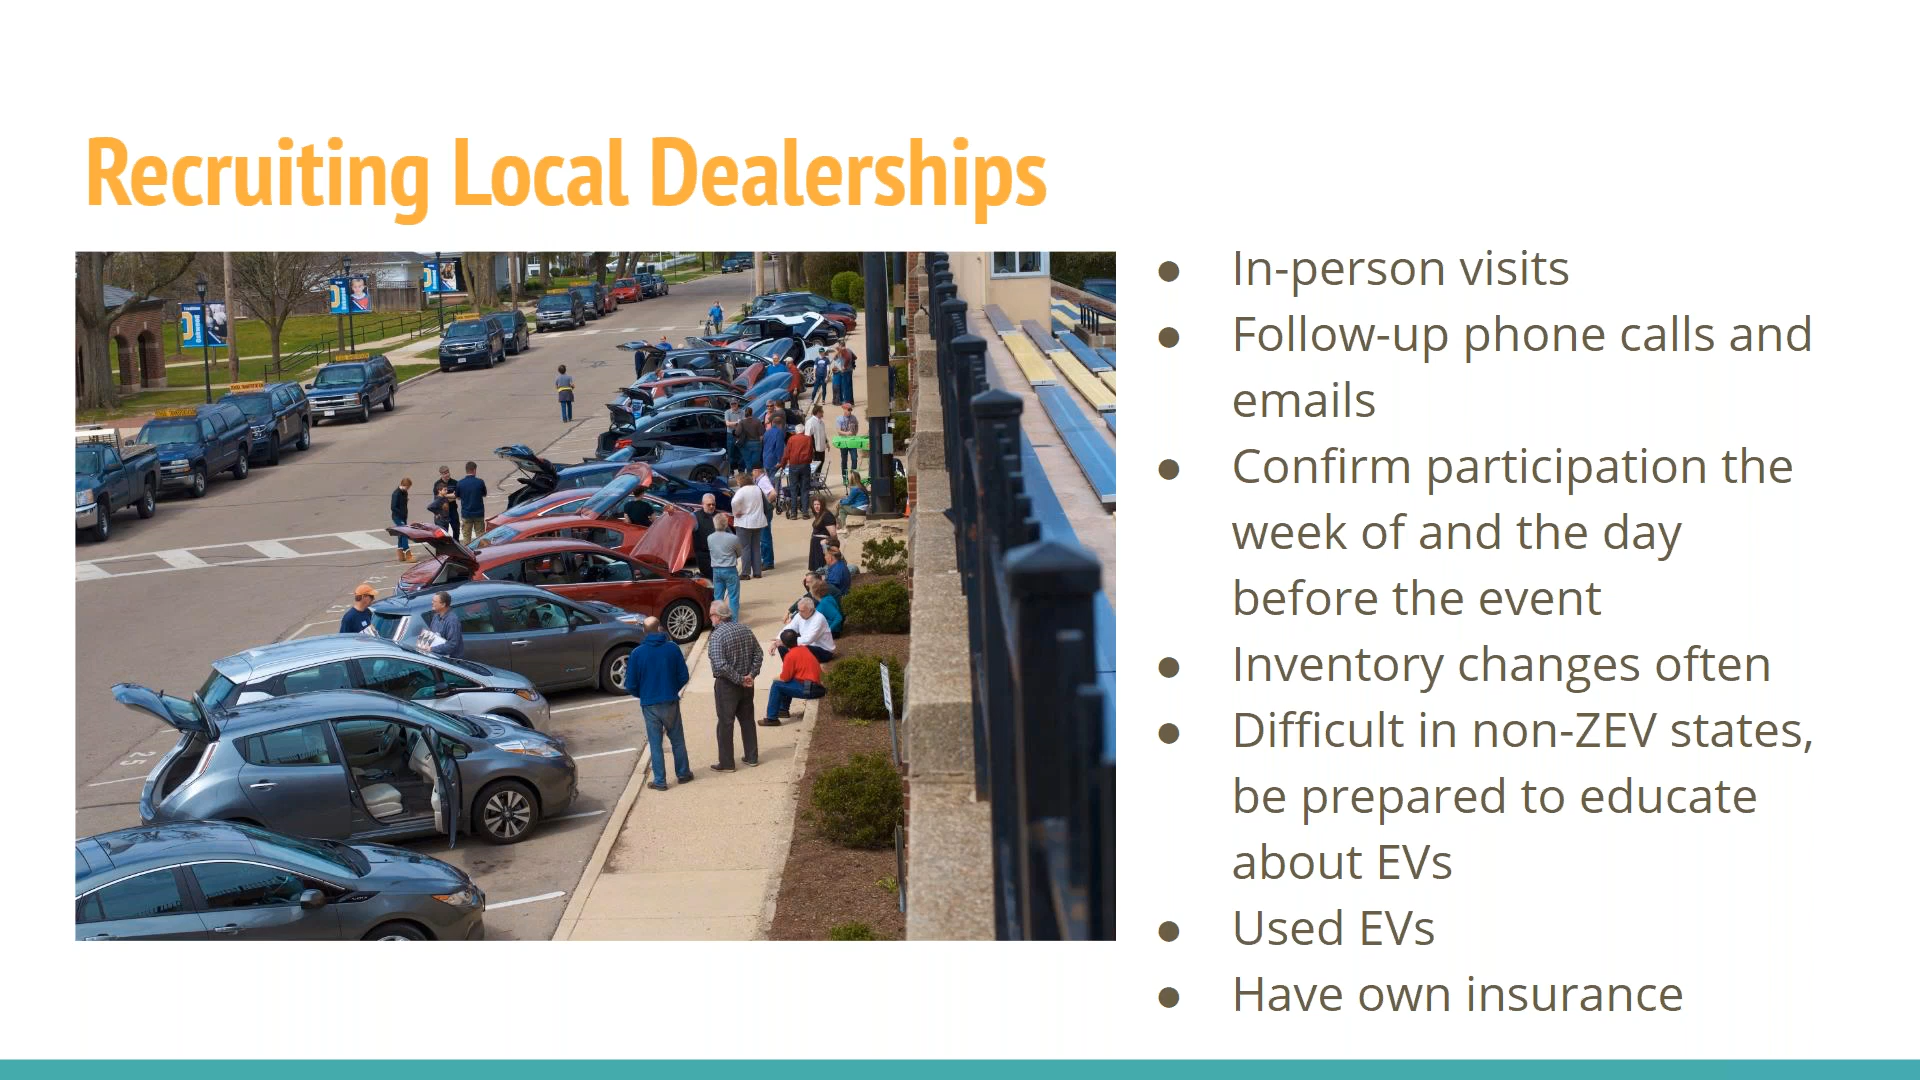 Recruiting Local Dealerships
● In-person visits
● Follow-up phone calls and
emails
● Confirm participation the
week of and the day
before the event
● Inventory changes often
● Difficult in non-ZEV states,
be prepared to educate
about EVs
● Used EVs
● Have own insurance